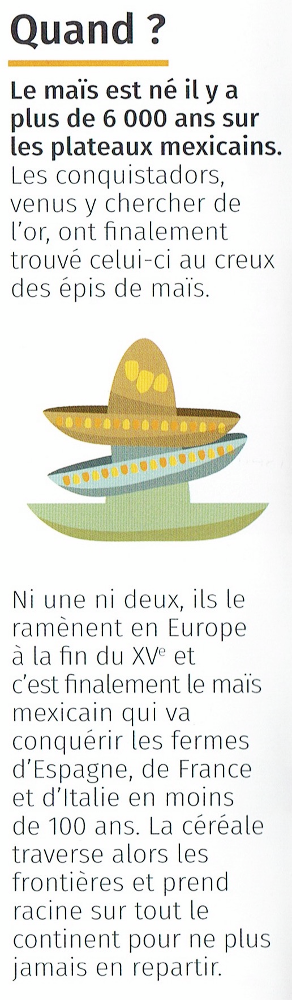 Quand ?
Le maïs est né il y a
plus de 6 000 ans sur
les plateaux mexicains.
Les conquistadors,
venus y chercher de
l'or, ont finalement
trouvé celui-ci au creux
des épis de maïs.
Ni une ni deux, ils le
ramènent en Europe
à la fin du XVᵉ et
c'est finalement le maïs
mexicain qui va
conquérir les fermes
d'Espagne, de France
et d'Italie en moins
de 100 ans. La céréale
traverse alors les
frontières et prend
racine sur tout le
continent pour ne plus
jamais en repartir.